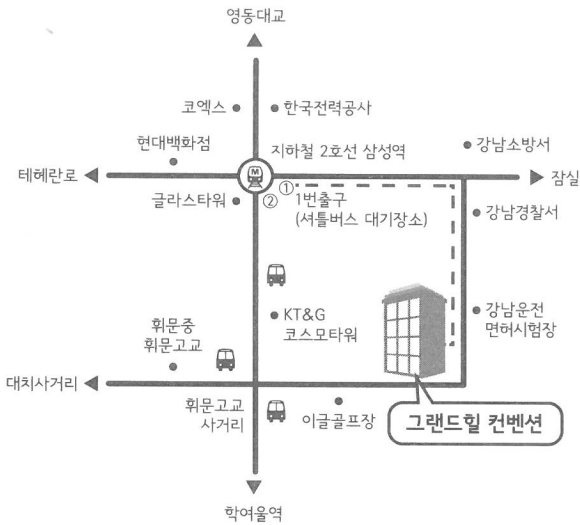 영동대교
코엑스
한국전력공사
현대백화점
지하철 2호선 삼성역
강남소방서
테헤란로
M
잠실
①
②
글라스타워
1번출구
(셔틀버스 대기장소)
강남경찰서
KT&G
코스모타워
강남운전
면허시험장
휘문중
휘문고교
대치사거리
휘문고교
사거리
이글골프장
그랜드힐 컨벤션
학여울역